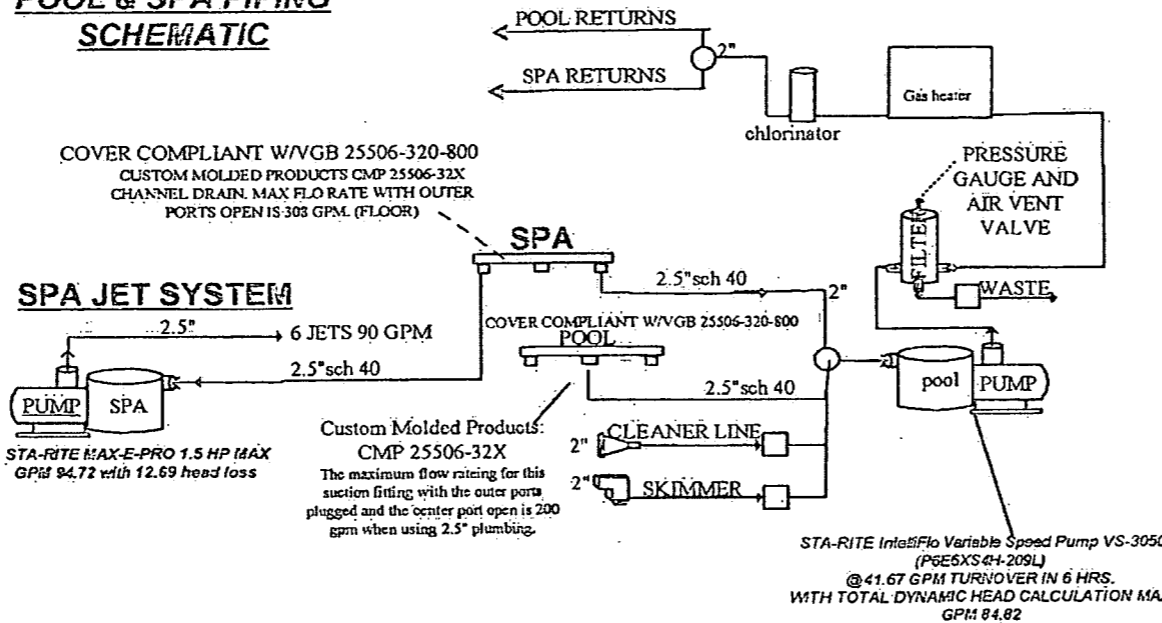 POOL & SPA PIPING
SCHEMATIC
POOL RETURNS
2"
SPA RETURNS
Gas heater
chlorinator
COVER COMPLIANT W/VGB 25506-320-800
CUSTOM MOLDED PRODUCTS CMP 25506-32X
CHANNEL DRAIN. MAX FLO RATE WITH OUTER
PORTS OPEN IS 303 GPM. (FLOOR)
PRESSURE
GAUGE AND
AIR VENT
VALVE
FILTER
WASTE
SPA
2.5"sch 40
2"
SPA JET SYSTEM
2.5"
6 JETS 90 GPM
COVER COMPLIANT W/VGB 25506-320-800
POOL
2.5"sch 40
2.5"sch 40
PUMP
SPA
pool
PUMP
STA-RITE MAX-E-PRO 1.5 HP MAX
GPM 94.72 with 12.69 head loss
Custom Molded Products:
CMP 25506-32X
The maximum flow rateing for this
suction fitting with the outer ports
plugged and the center port open is 200
gpm when using 2.5" plumbing.
2"
CLEANER LINE
2"
SKIMMER
STA-RITE IntelliFlo Variable Speed Pump VS-3050
(P6E6XS4H-209L)
@41.67 GPM TURNOVER IN 6 HRS.
WITH TOTAL DYNAMIC HEAD CALCULATION MA
GPM 84.82